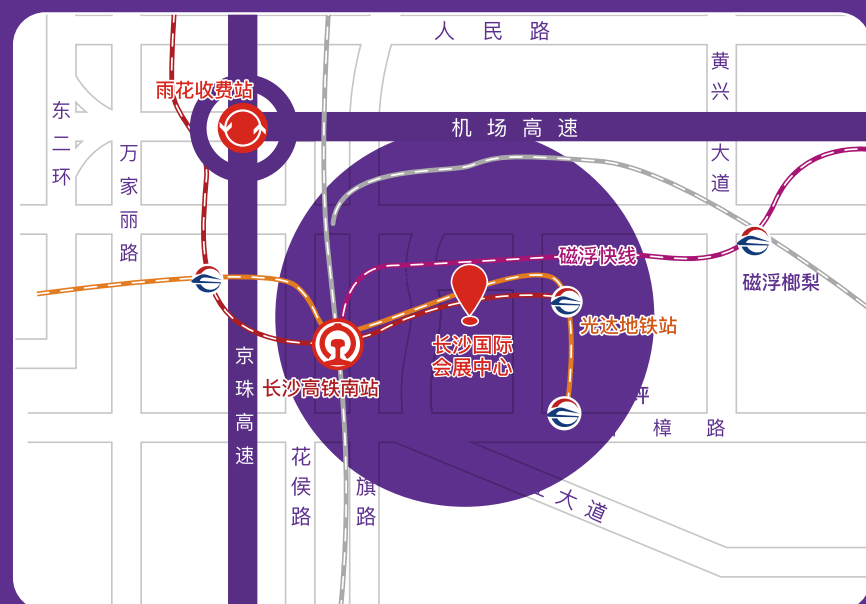 人民路
黄兴大道
雨花收费站
东二环
机场高速
万家丽路
磁浮快线
磁浮榔梨
光达地铁站
长沙国际
会展中心
京珠高速
长沙高铁南站
坪
樟路
花侯路
旗路
大道